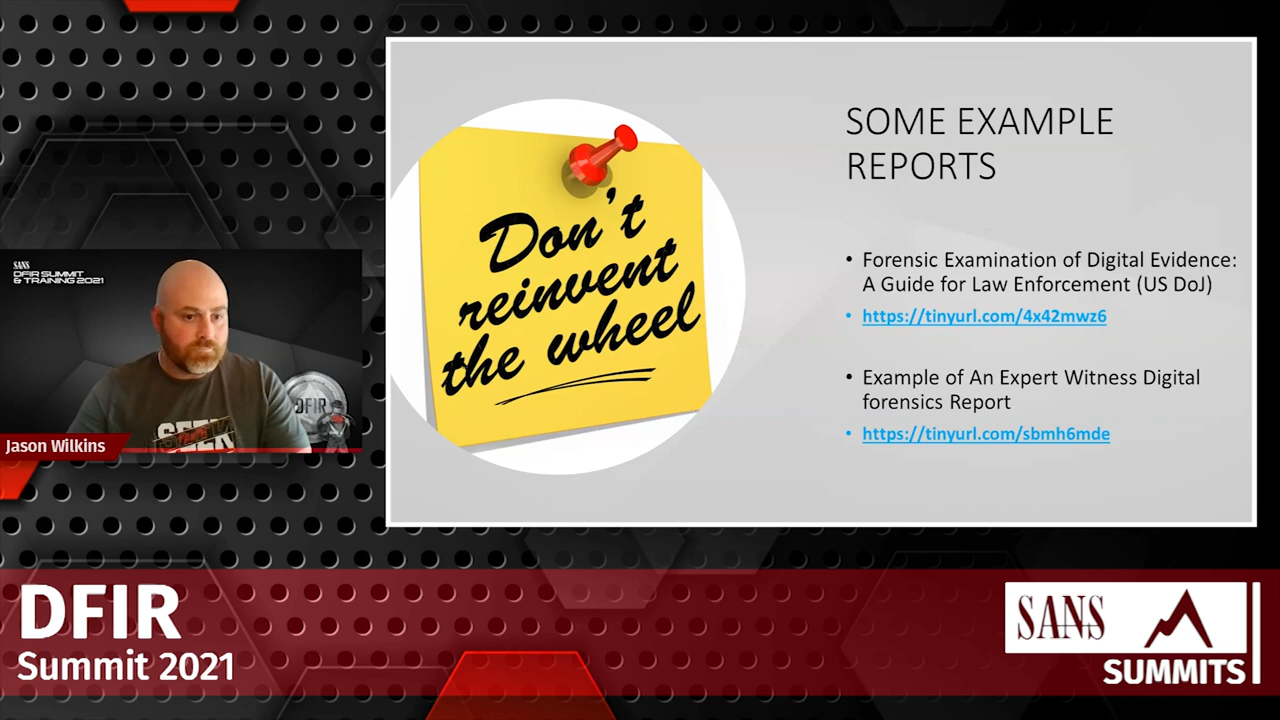 SANS
DFIR SUMMIT
& TRAINING 2021
DFIR
SEEK
Jason Wilkins
Don't
reinvent
the wheel
SOME EXAMPLE
REPORTS
• Forensic Examination of Digital Evidence:
A Guide for Law Enforcement (US DoJ)
• https://tinyurl.com/4x42mwz6
• Example of An Expert Witness Digital
forensics Report
• https://tinyurl.com/sbmh6mde
DFIR
Summit 2021
SANS
SUMMITS